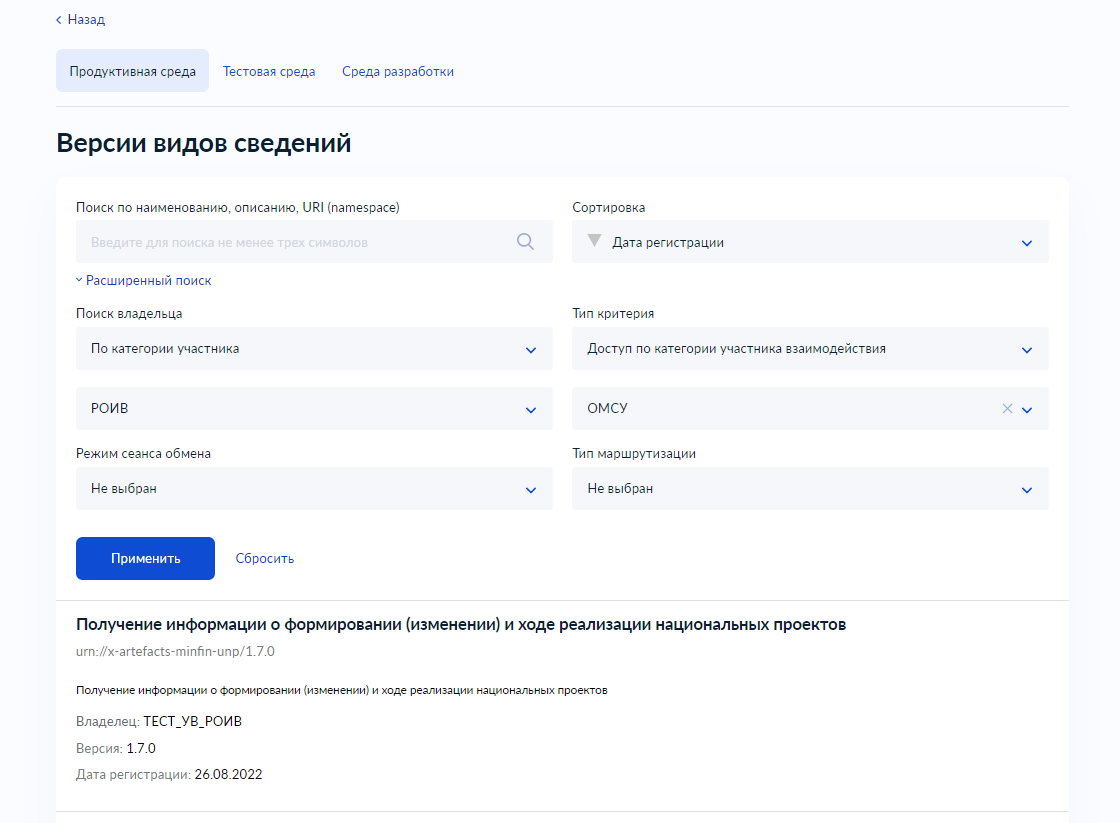 Назад
Продуктивная среда Тестовая среда Среда разработки
Версии видов сведений
Поиск по наименованию, описанию, URI (namespace) Сортировка
Введите для поиска не менее трех символов Дата регистрации
Расширенный поиск
Поиск владельца Тип критерия
По категории участника Доступ по категории участника взаимодействия
РОИВ ОМСУ
Режим сеанса обмена Тип маршрутизации
Не выбран Не выбран
Применить Сбросить
Получение информации о формировании (изменении) и ходе реализации национальных проектов
urn://x-artefacts-minfin-unp/1.7.0
Получение информации о формировании (изменении) и ходе реализации национальных проектов
Владелец: ТЕСТ_УВ_РОИВ
Версия: 1.7.0
Дата регистрации: 26.08.2022